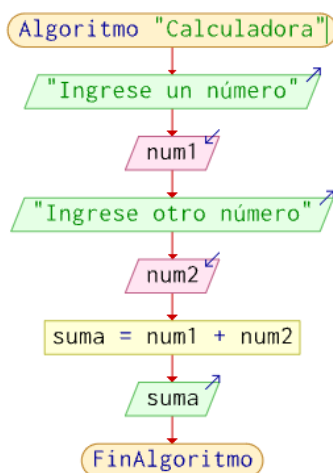 Algoritmo "Calculadora"
"Ingrese un número"
num1
"Ingrese otro número"
num2
suma = num1 + num2
suma
FinAlgoritmo